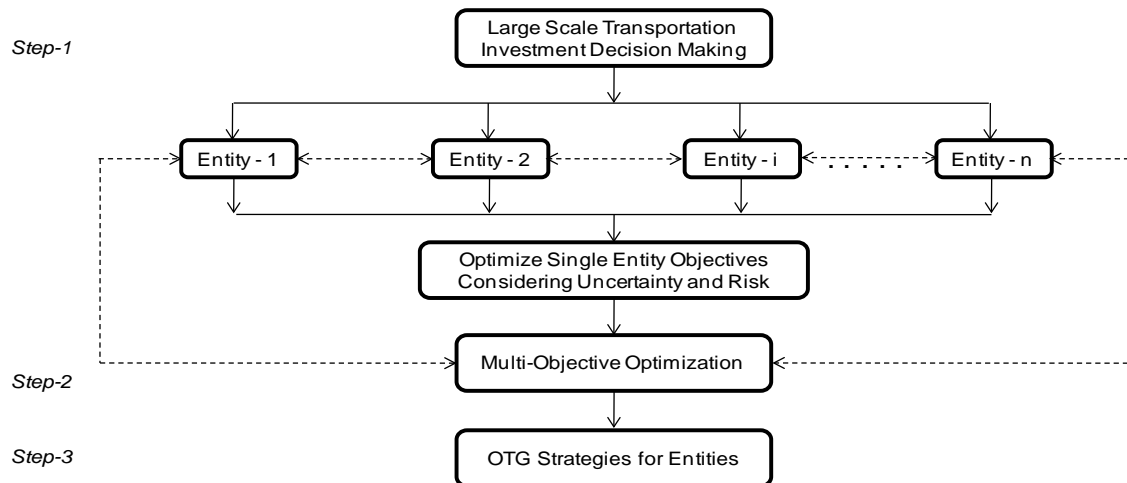 Step-1
Large Scale Transportation
Investment Decision Making
Entity - 1
Entity - 2
Entity - i
. . . . .
Entity - n
Optimize Single Entity Objectives
Considering Uncertainty and Risk
Multi-Objective Optimization
Step-2
OTG Strategies for Entities
Step-3